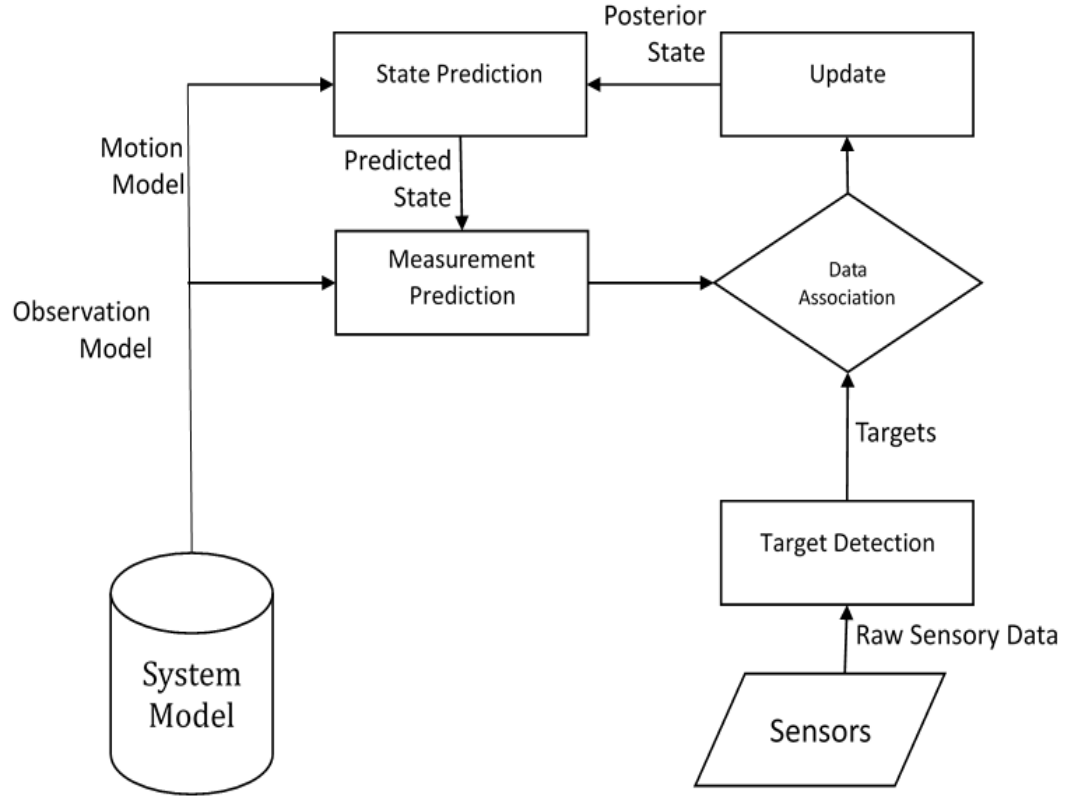 Posterior
State
State Prediction
Update
Motion
Model
Predicted
State
Measurement
Prediction
Data
Association
Observation
Model
Targets
Target Detection
Raw Sensory Data
System
Model
Sensors